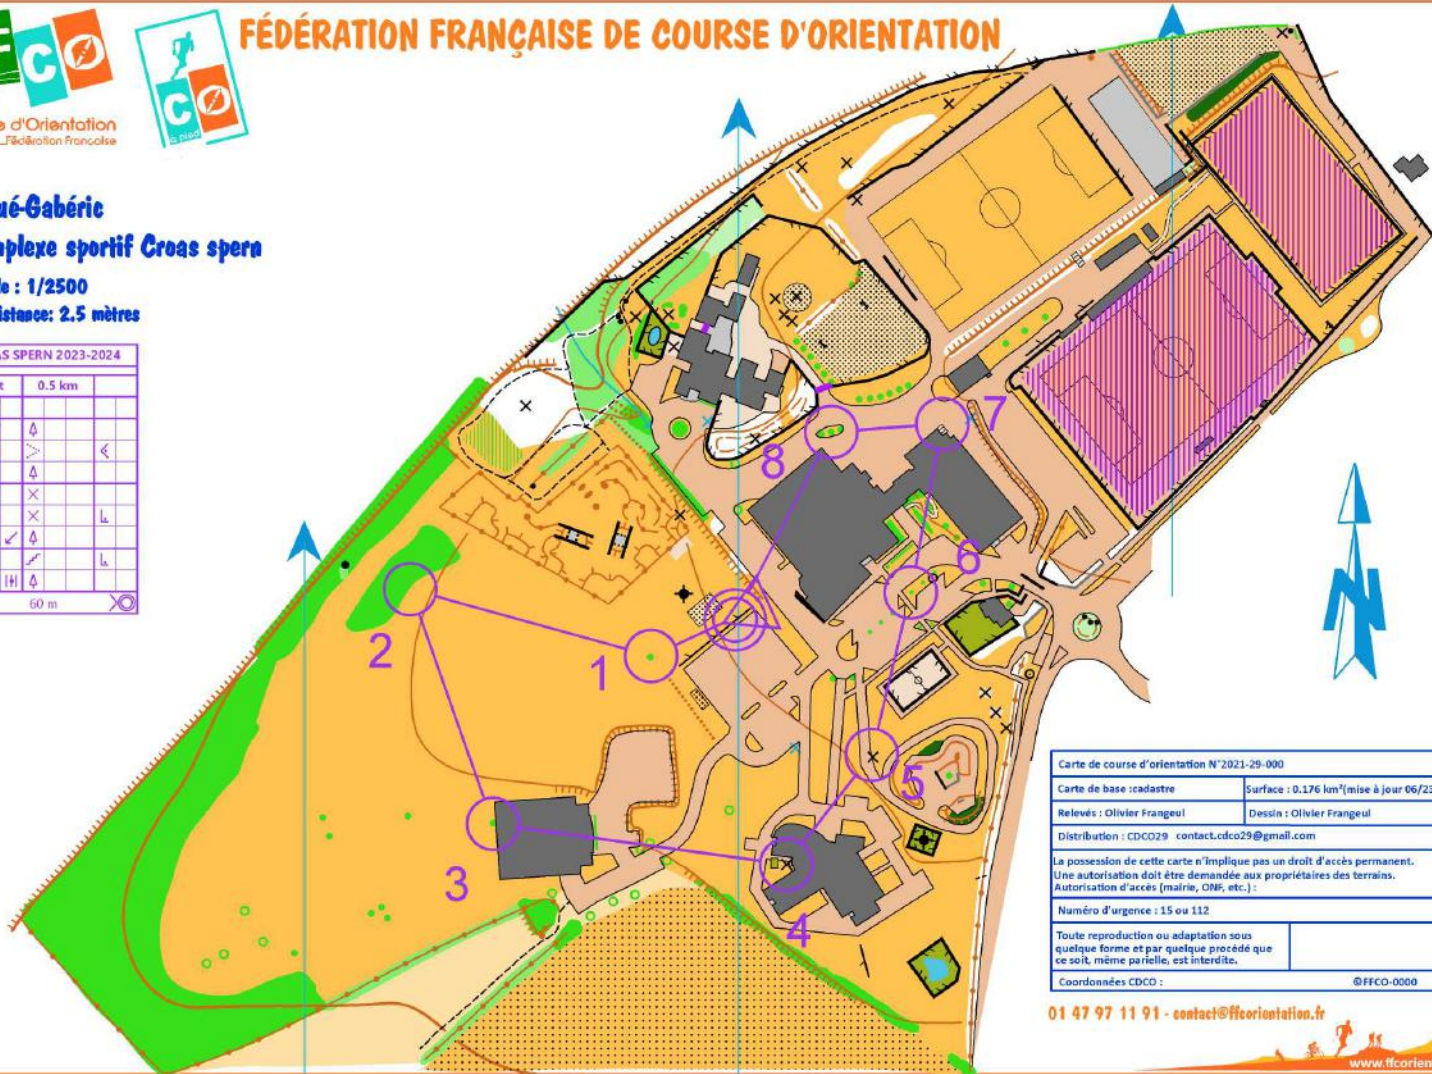 FCO
FÉDÉRATION FRANÇAISE DE COURSE D'ORIENTATION
CO
à pied
e d'Orientation
Fédération Française
ué-Gabéric
plexe sportif Croas spern
le : 1/2500
istance: 2.5 mètres
AS SPERN 2023-2024
t 0.5 km
60 m
7
8
6
2
1
5
3
4
N
Carte de course d'orientation N°2021-29-000
Carte de base :cadastre
Surface : 0.176 km²(mise à jour 06/23
Relevés : Olivier Frangeul
Dessin : Olivier Frangeul
Distribution : CDCO29 contact.cdco29@gmail.com
La possession de cette carte n'implique pas un droit d'accès permanent.
Une autorisation doit être demandée aux propriétaires des terrains.
Autorisation d'accès (mairie, ONF, etc.) :
Numéro d'urgence : 15 ou 112
Toute reproduction ou adaptation sous
quelque forme et par quelque procédé que
ce soit, même parielle, est interdite.
Coordonnées CDCO :
©FFCO-0000
01 47 97 11 91 - contact@ffcorientation.fr
www.ffcorien